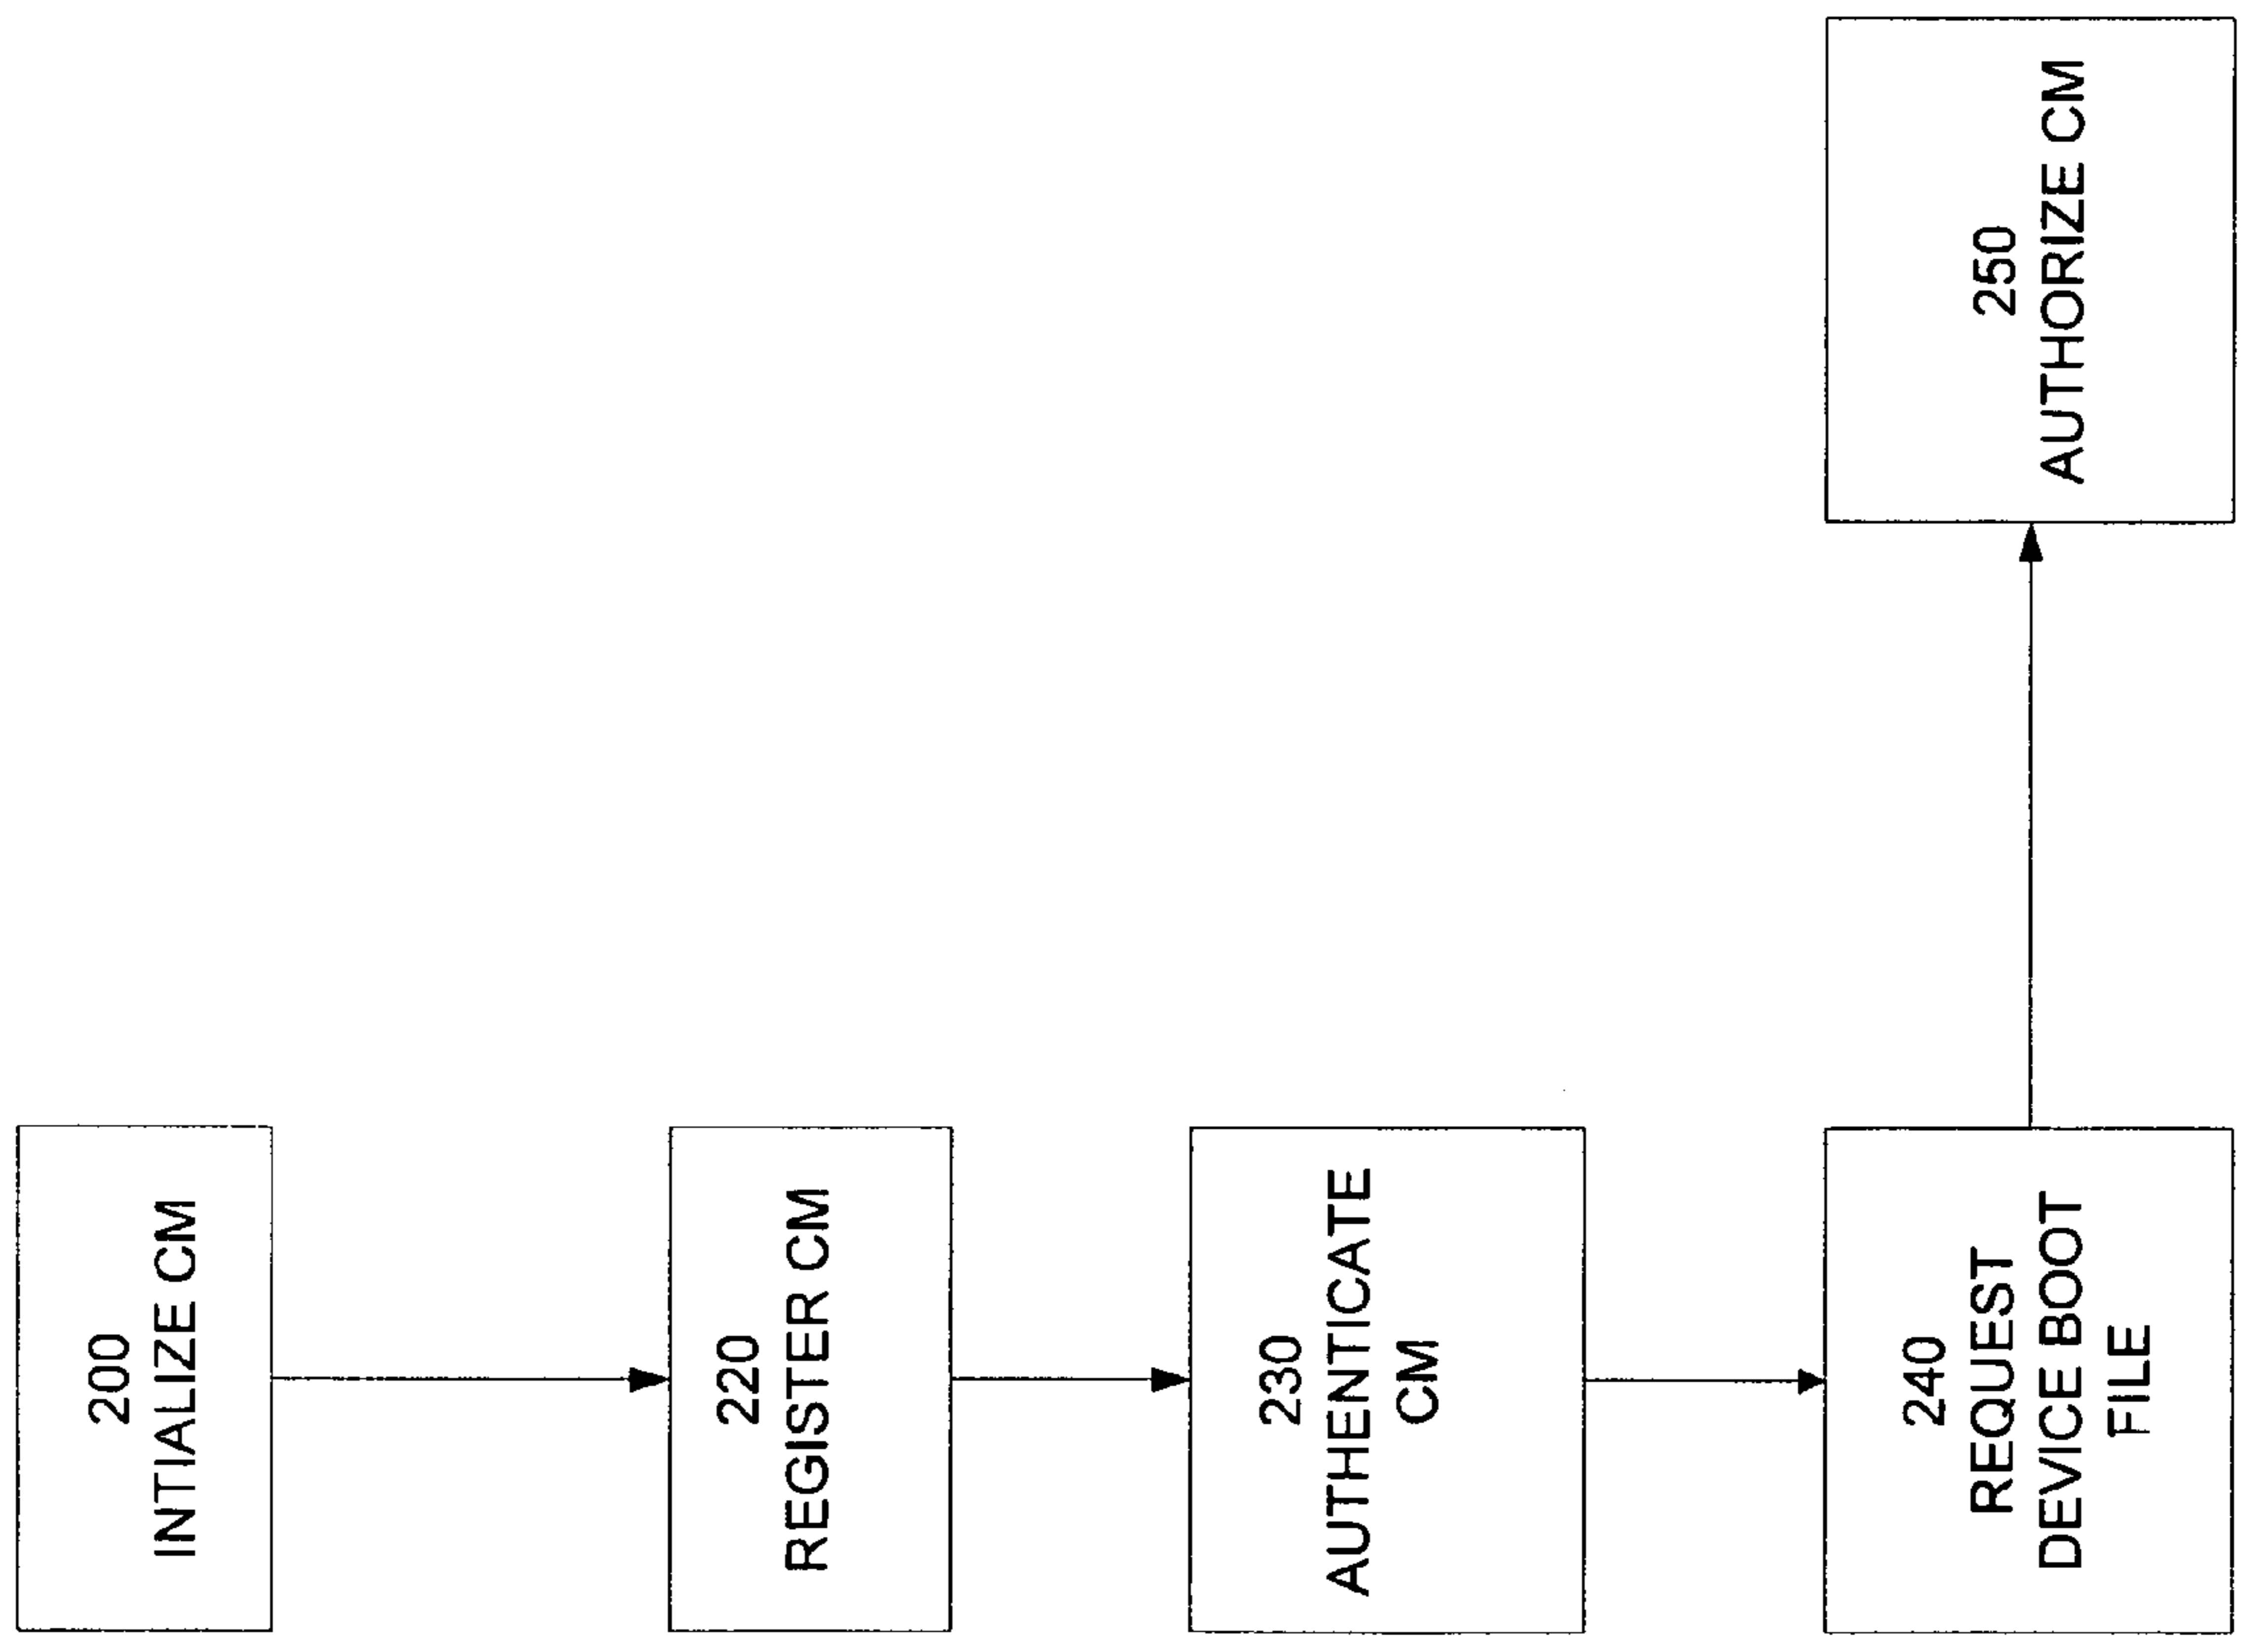 200
INTIALIZE CM
220
REGISTER CM
230
AUTHENTICATE
CM
240
REQUEST
DEVICE BOOT
FILE
250
AUTHORIZE CM